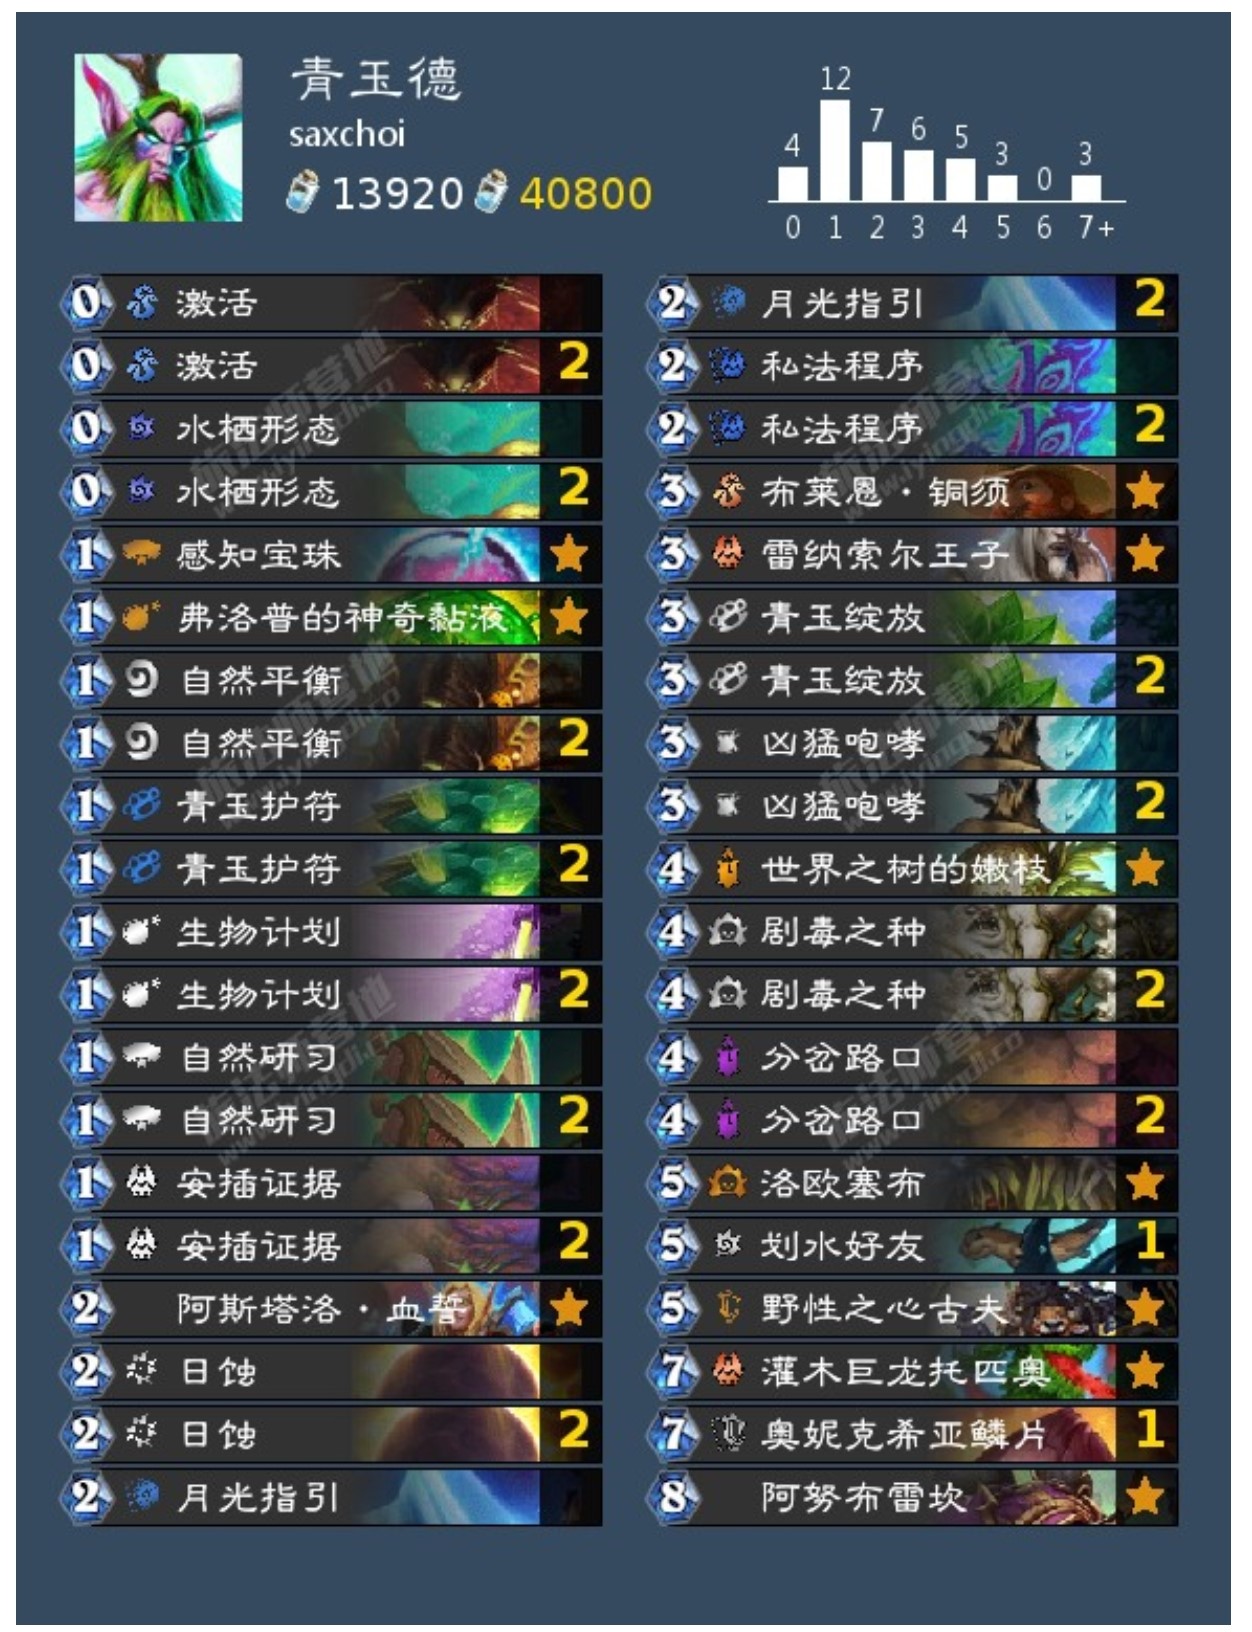 青玉德
saxchoi
13920 40800
12
7
6
5
4
3
0
3
0 1 2 3 4 5 6 7+
0 激活
0 激活 2
0 水栖形态
0 水栖形态 2
1 感知宝珠
1 弗洛普的神奇黏液
1 自然平衡
1 自然平衡 2
1 青玉护符
1 青玉护符 2
1 生物计划
1 生物计划 2
1 自然研习
1 自然研习 2
1 安插证据
1 安插证据 2
2 阿斯塔洛·血誓
2 日蚀
2 日蚀 2
2 月光指引
2 月光指引 2
2 私法程序
2 私法程序 2
3 布莱恩·铜须
3 雷纳索尔王子
3 青玉绽放
3 青玉绽放 2
3 凶猛咆哮
3 凶猛咆哮 2
4 世界之树的嫩枝
4 剧毒之种
4 剧毒之种 2
4 分岔路口
4 分岔路口 2
5 洛欧塞布
5 划水好友 1
5 野性之心古夫
7 灌木巨龙托匹奥
7 奥妮克希亚鳞片 1
8 阿努布雷坎
旅法师营地
www.iyingdi.co